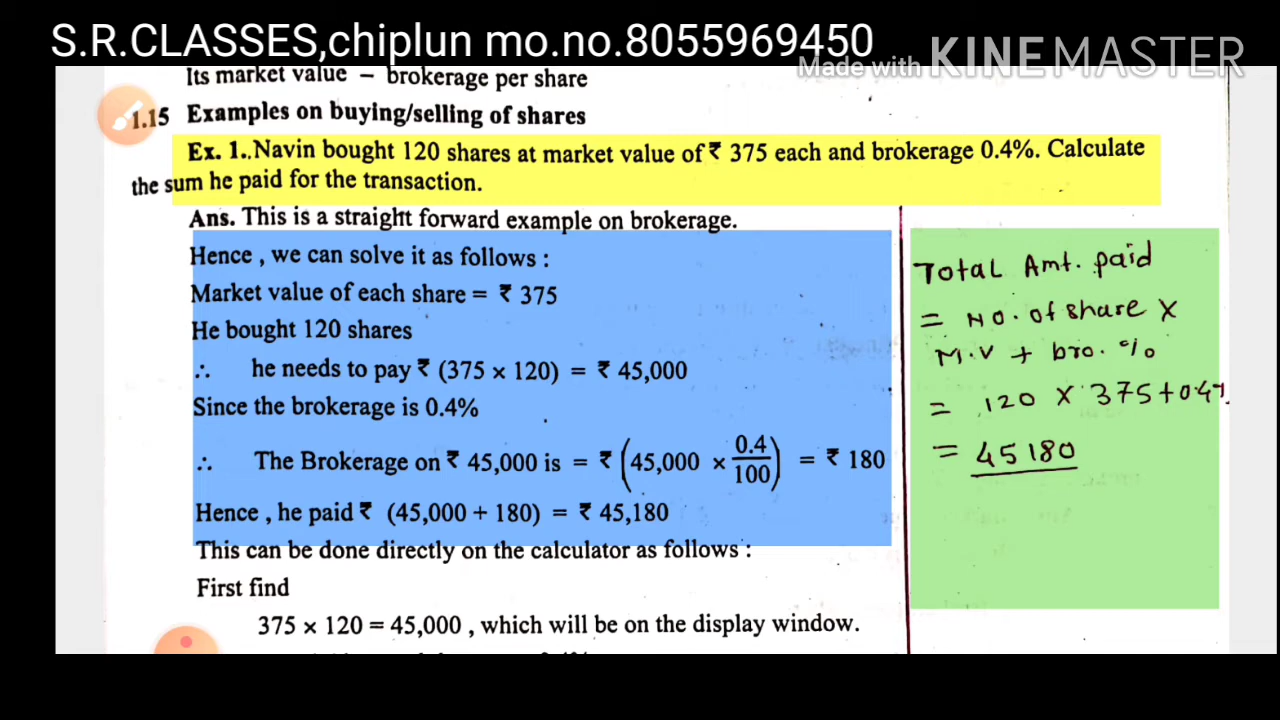 S.R.CLASSES,chiplun mo.no.8055969450
Made with KINEMASTER
Its market value – brokerage per share
1.15 Examples on buying/selling of shares
Ex. 1..Navin bought 120 shares at market value of ₹ 375 each and brokerage 0.4%. Calculate
the sum he paid for the transaction.
Ans. This is a straight forward example on brokerage.
Hence , we can solve it as follows :
Market value of each share = ₹ 375
He bought 120 shares
∴ he needs to pay ₹ (375 × 120) = ₹ 45,000
Since the brokerage is 0.4%
∴ The Brokerage on ₹ 45,000 is = ₹ (45,000 × 0.4/100) = ₹ 180
Hence , he paid ₹ (45,000 + 180) = ₹ 45,180
This can be done directly on the calculator as follows :
First find
375 × 120 = 45,000 , which will be on the display window.
Total Amt. paid
= No. of share X
M.V + bro. %
= 120 X 375+0.4%
= 45180